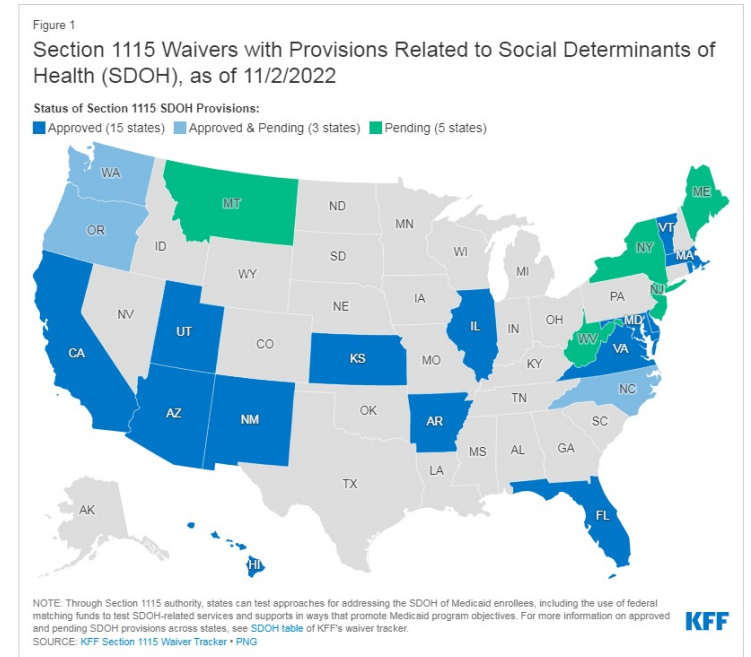 Figure 1
Section 1115 Waivers with Provisions Related to Social Determinants of
Health (SDOH), as of 11/2/2022
Status of Section 1115 SDOH Provisions:
Approved (15 states) Approved & Pending (3 states) Pending (5 states)
WA
MT
ND
MN
ME
OR
ID
SD
WI
MI
VT
NY
MA
WY
NE
IA
PA
NJ
NV
UT
CO
IL
IN
OH
MD
WV
VA
CA
KS
MO
KY
NC
AZ
NM
OK
AR
TN
SC
MS
AL
GA
LA
TX
AK
FL
HI
NOTE: Through Section 1115 authority, states can test approaches for addressing the SDOH of Medicaid enrollees, including the use of federal
matching funds to test SDOH-related services and supports in ways that promote Medicaid program objectives. For more information on approved
and pending SDOH provisions across states, see SDOH table of KFF's waiver tracker.
SOURCE: KFF Section 1115 Waiver Tracker • PNG
KFF